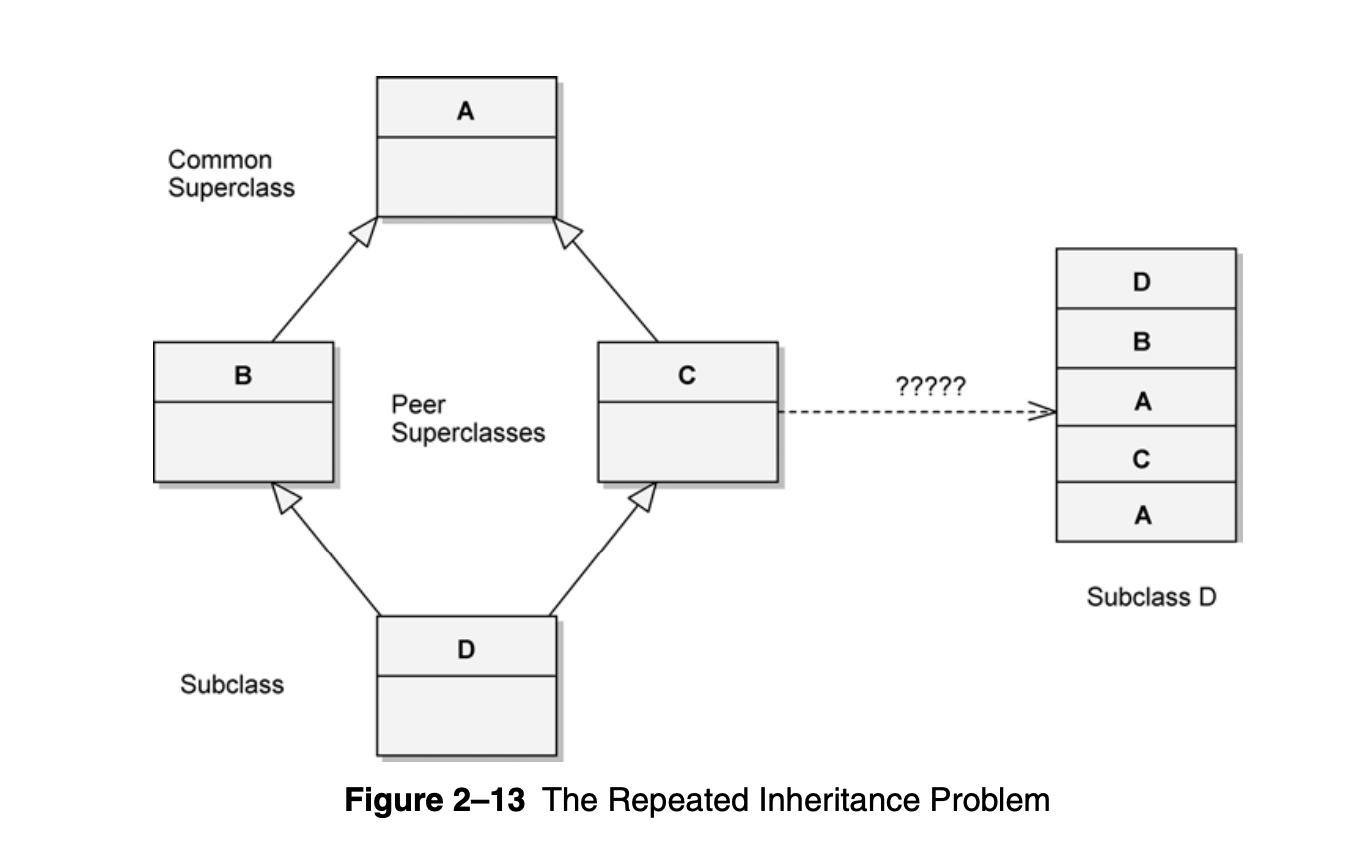 A
Common
Superclass
B
Peer
Superclasses
C
?????
D
B
A
C
A
Subclass D
D
Subclass
Figure 2–13 The Repeated Inheritance Problem